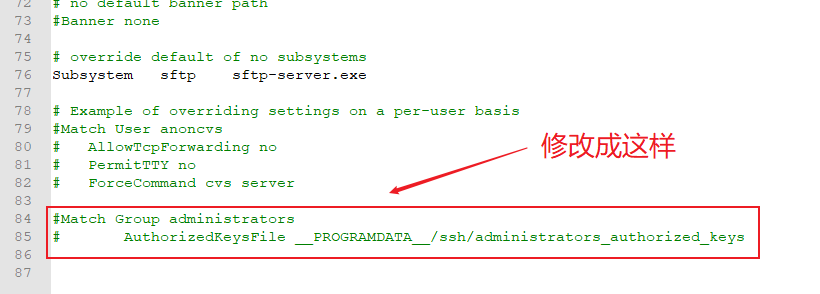 72 # no default banner path
73 #Banner none
74
75 # override default of no subsystems
76 Subsystem sftp sftp-server.exe
77
78 # Example of overriding settings on a per-user basis
79 #Match User anoncvs
80 # AllowTcpForwarding no
81 # PermitTTY no
82 # ForceCommand cvs server
修改成这样
83
84 #Match Group administrators
85 # AuthorizedKeysFile __PROGRAMDATA__/ssh/administrators_authorized_keys
86
87